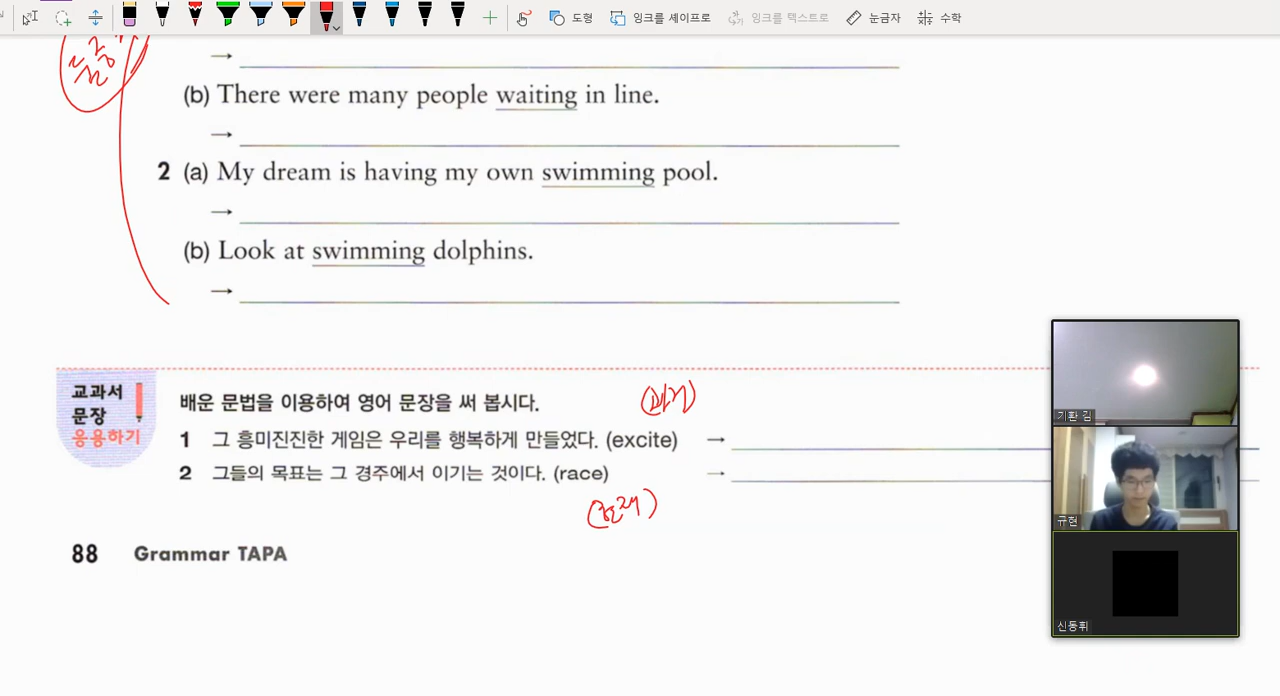 도형 잉크를 셰이프로 잉크를 텍스트로 눈금자 수학
→
(b) There were many people waiting in line.
→
2 (a) My dream is having my own swimming pool.
→
(b) Look at swimming dolphins.
→
교과서
문장
응용하기
배운 문법을 이용하여 영어 문장을 써 봅시다.
(과거)
1 그 흥미진진한 게임은 우리를 행복하게 만들었다. (excite) →
2 그들의 목표는 그 경주에서 이기는 것이다. (race) →
(현재)
88 Grammar TAPA
기환 김
규현
신동휘